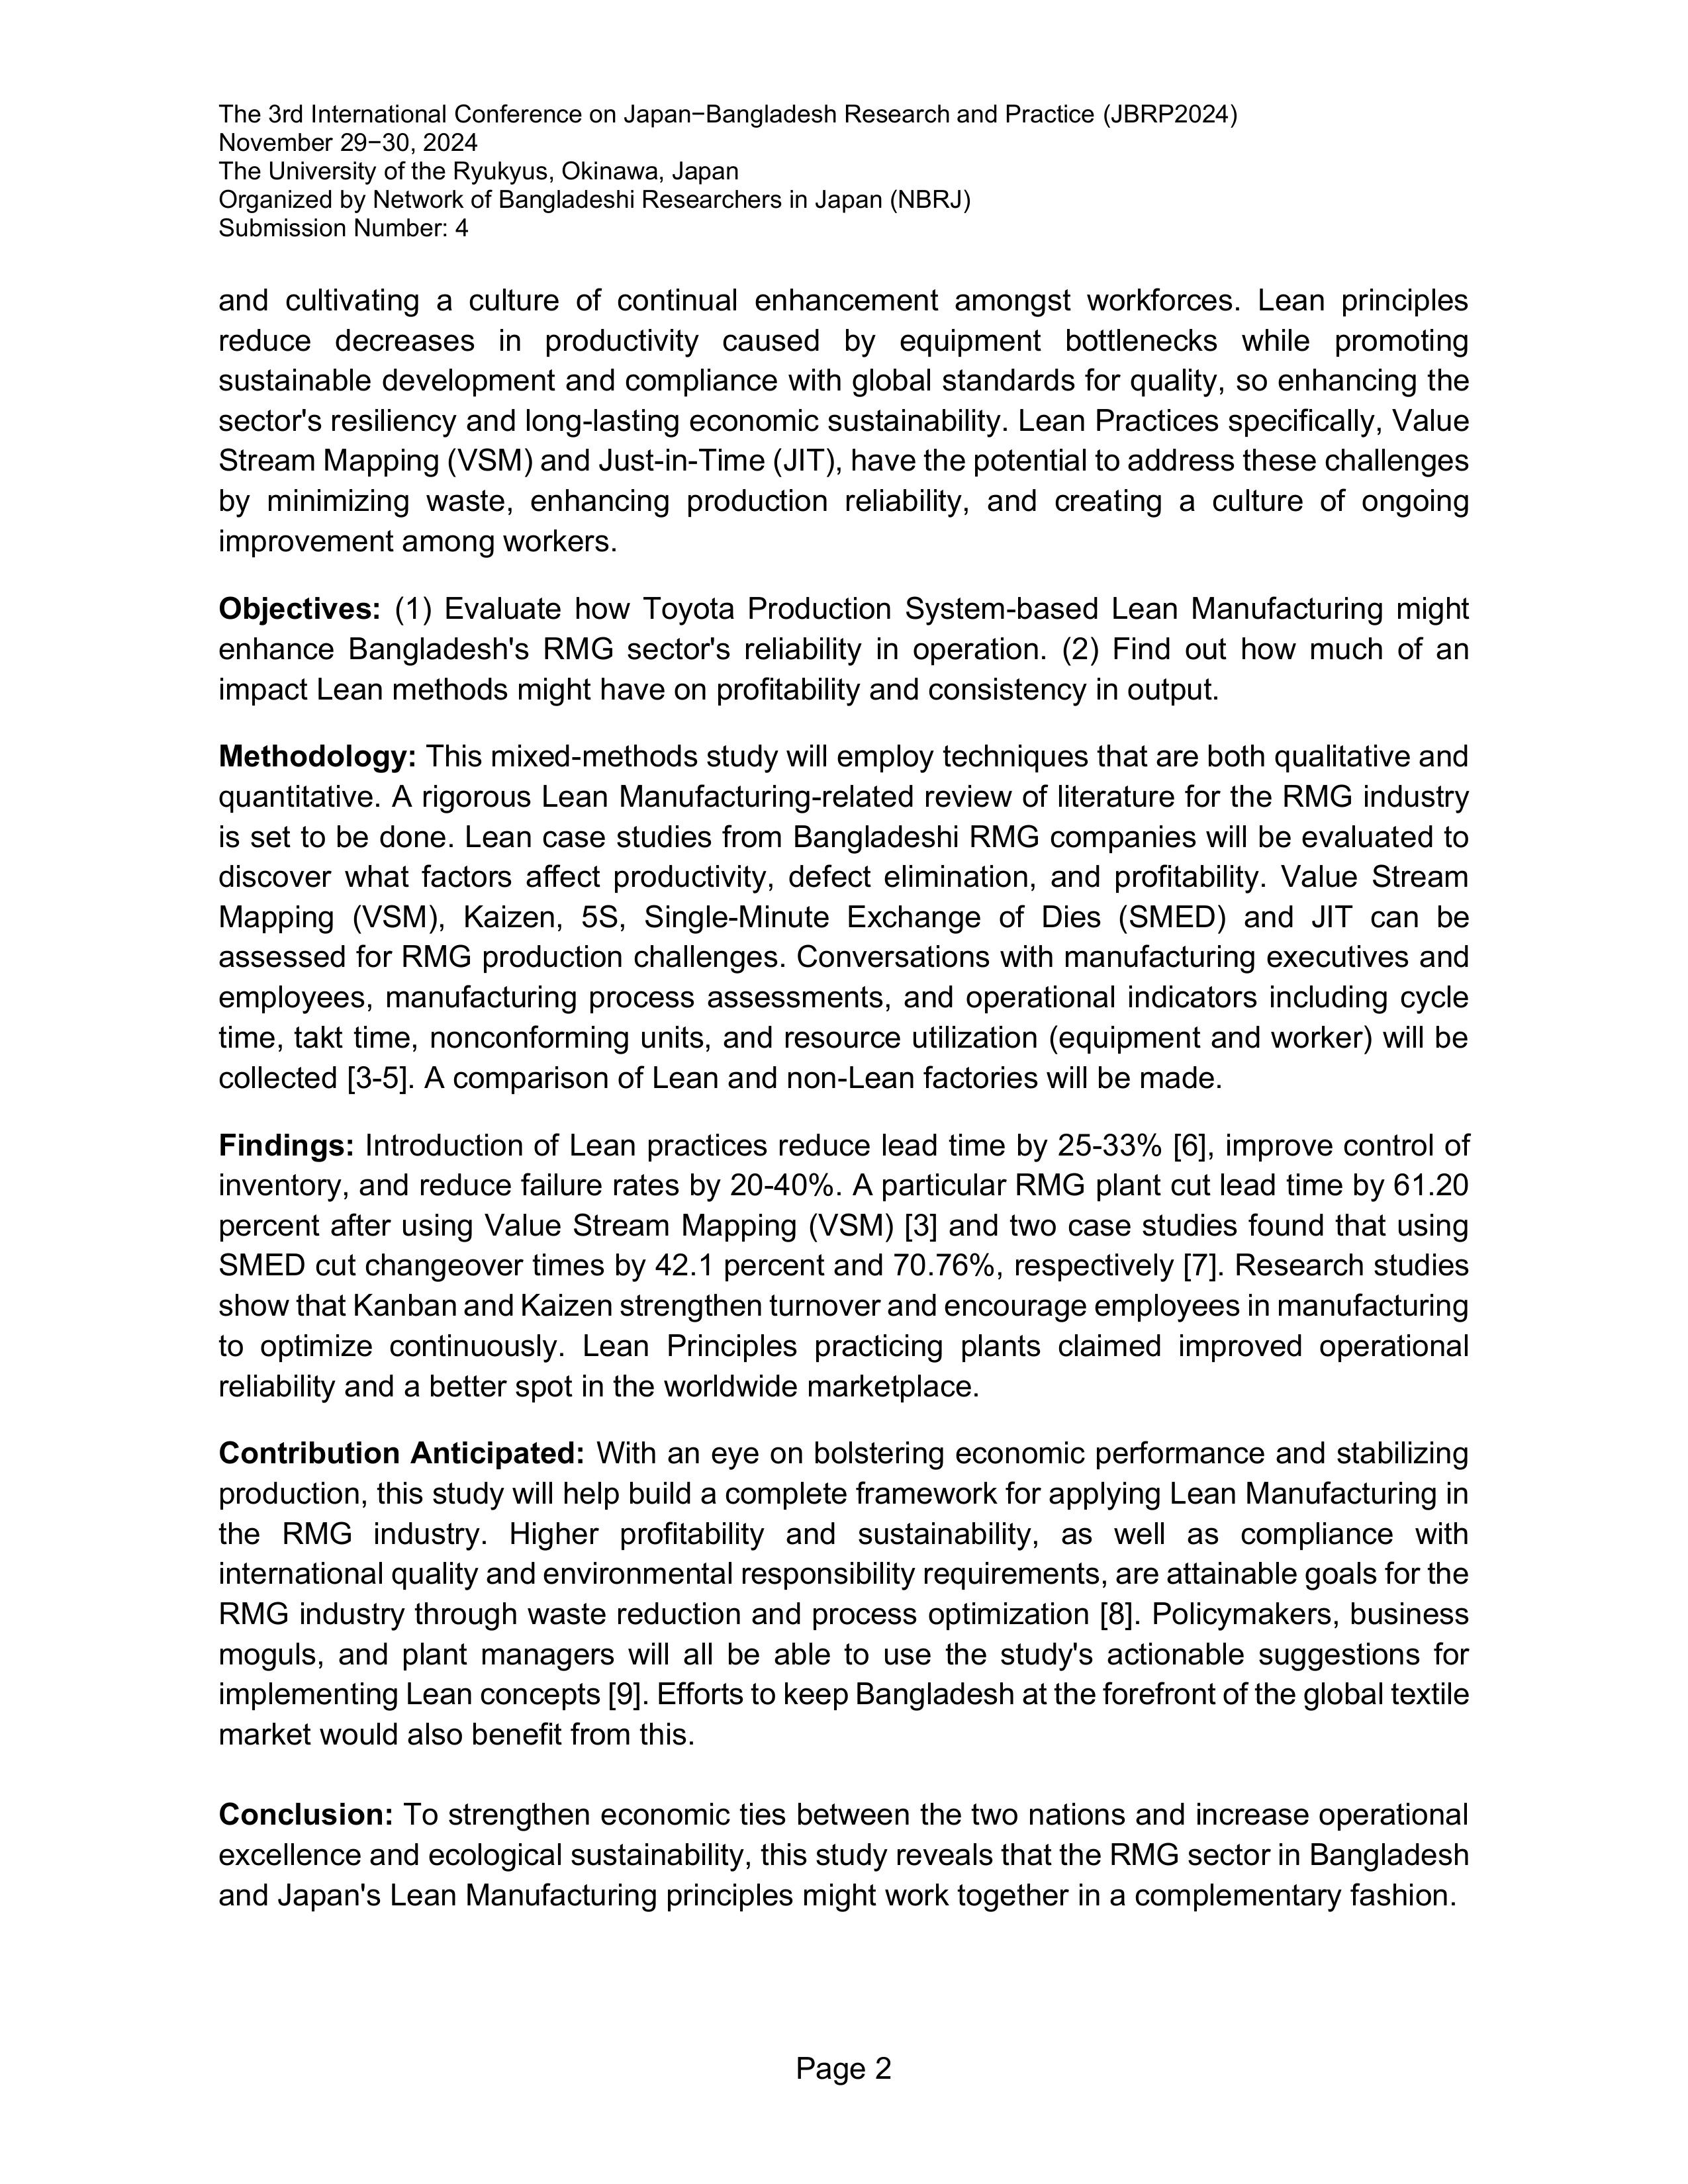 The 3rd International Conference on Japan−Bangladesh Research and Practice (JBRP2024)
November 29−30, 2024
The University of the Ryukyus, Okinawa, Japan
Organized by Network of Bangladeshi Researchers in Japan (NBRJ)
Submission Number: 4
and cultivating a culture of continual enhancement amongst workforces. Lean principles
reduce decreases in productivity caused by equipment bottlenecks while promoting
sustainable development and compliance with global standards for quality, so enhancing the
sector's resiliency and long-lasting economic sustainability. Lean Practices specifically, Value
Stream Mapping (VSM) and Just-in-Time (JIT), have the potential to address these challenges
by minimizing waste, enhancing production reliability, and creating a culture of ongoing
improvement among workers.
Objectives: (1) Evaluate how Toyota Production System-based Lean Manufacturing might
enhance Bangladesh's RMG sector's reliability in operation. (2) Find out how much of an
impact Lean methods might have on profitability and consistency in output.
Methodology: This mixed-methods study will employ techniques that are both qualitative and
quantitative. A rigorous Lean Manufacturing-related review of literature for the RMG industry
is set to be done. Lean case studies from Bangladeshi RMG companies will be evaluated to
discover what factors affect productivity, defect elimination, and profitability. Value Stream
Mapping (VSM), Kaizen, 5S, Single-Minute Exchange of Dies (SMED) and JIT can be
assessed for RMG production challenges. Conversations with manufacturing executives and
employees, manufacturing process assessments, and operational indicators including cycle
time, takt time, nonconforming units, and resource utilization (equipment and worker) will be
collected [3-5]. A comparison of Lean and non-Lean factories will be made.
Findings: Introduction of Lean practices reduce lead time by 25-33% [6], improve control of
inventory, and reduce failure rates by 20-40%. A particular RMG plant cut lead time by 61.20
percent after using Value Stream Mapping (VSM) [3] and two case studies found that using
SMED cut changeover times by 42.1 percent and 70.76%, respectively [7]. Research studies
show that Kanban and Kaizen strengthen turnover and encourage employees in manufacturing
to optimize continuously. Lean Principles practicing plants claimed improved operational
reliability and a better spot in the worldwide marketplace.
Contribution Anticipated: With an eye on bolstering economic performance and stabilizing
production, this study will help build a complete framework for applying Lean Manufacturing in
the RMG industry. Higher profitability and sustainability, as well as compliance with
international quality and environmental responsibility requirements, are attainable goals for the
RMG industry through waste reduction and process optimization [8]. Policymakers, business
moguls, and plant managers will all be able to use the study's actionable suggestions for
implementing Lean concepts [9]. Efforts to keep Bangladesh at the forefront of the global textile
market would also benefit from this.
Conclusion: To strengthen economic ties between the two nations and increase operational
excellence and ecological sustainability, this study reveals that the RMG sector in Bangladesh
and Japan's Lean Manufacturing principles might work together in a complementary fashion.
Page 2